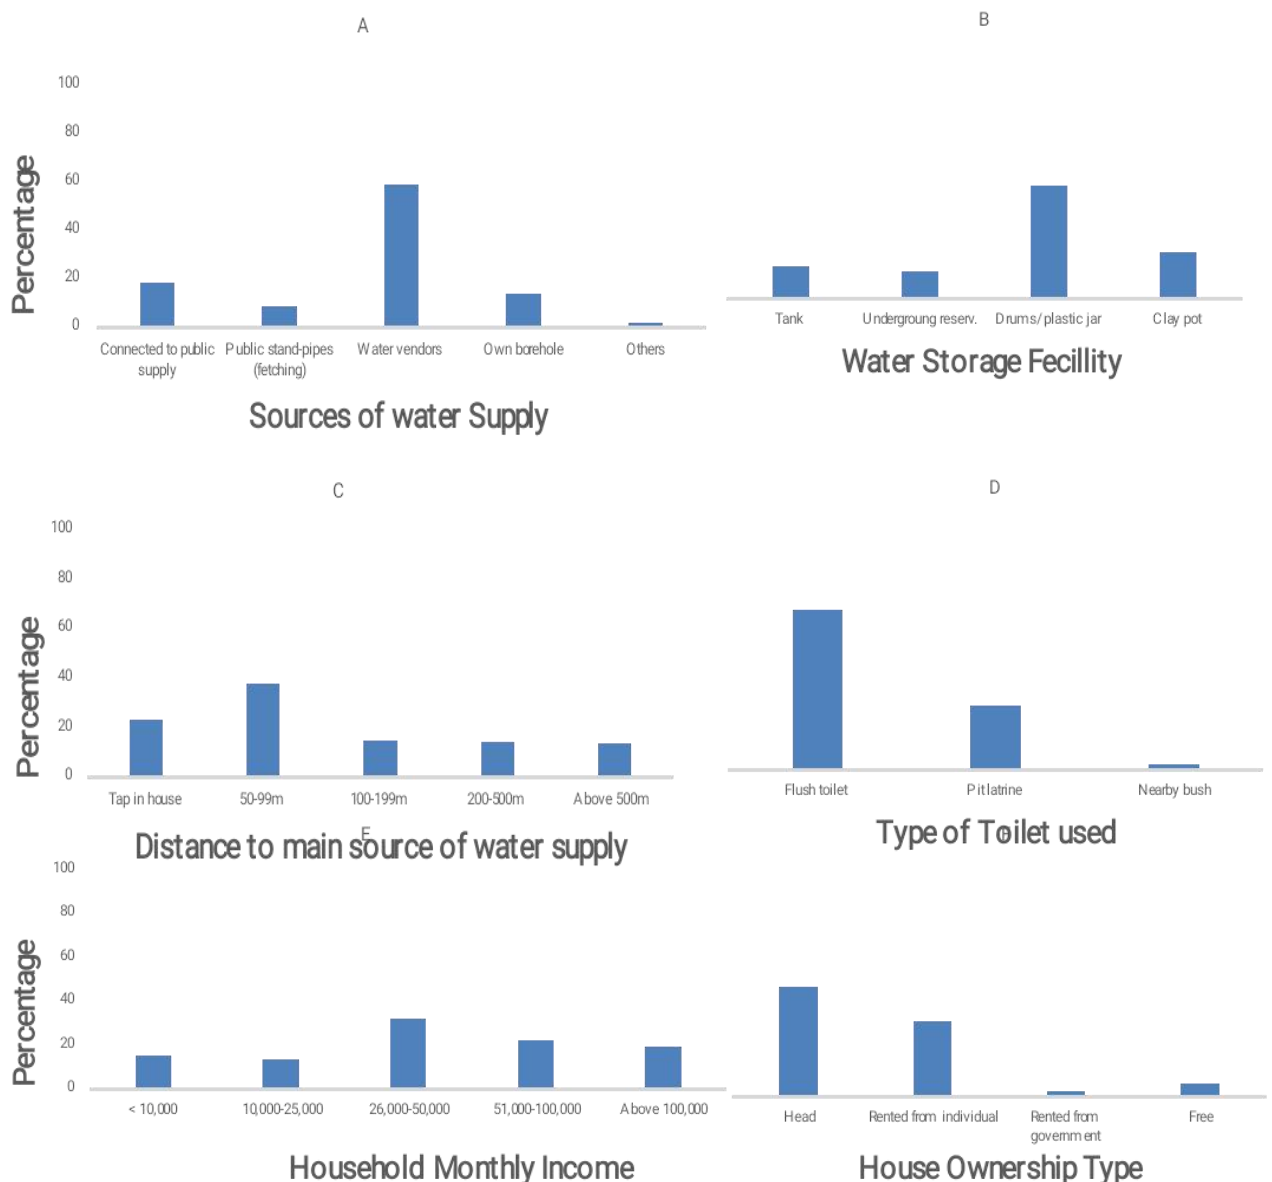 A
100
80
60
40
20
0
Percentage
Connected to public supply
Public stand-pipes (fetching)
Water vendors
Own borehole
Others
Sources of water Supply
B
Tank
Undergroung reserv.
Drums/plastic jar
Clay pot
Water Storage Fecillity
C
100
80
60
40
20
0
Percentage
Tap in house
50-99m
100-199m
200-500m
Above 500m
Distance to main source of water supply
D
Flush toilet
Pit latrine
Nearby bush
Type of Toilet used
E
100
80
60
40
20
0
Percentage
< 10,000
10,000-25,000
26,000-50,000
51,000-100,000
Above 100,000
Household Monthly Income
Head
Rented from individual
Rented from government
Free
House Ownership Type